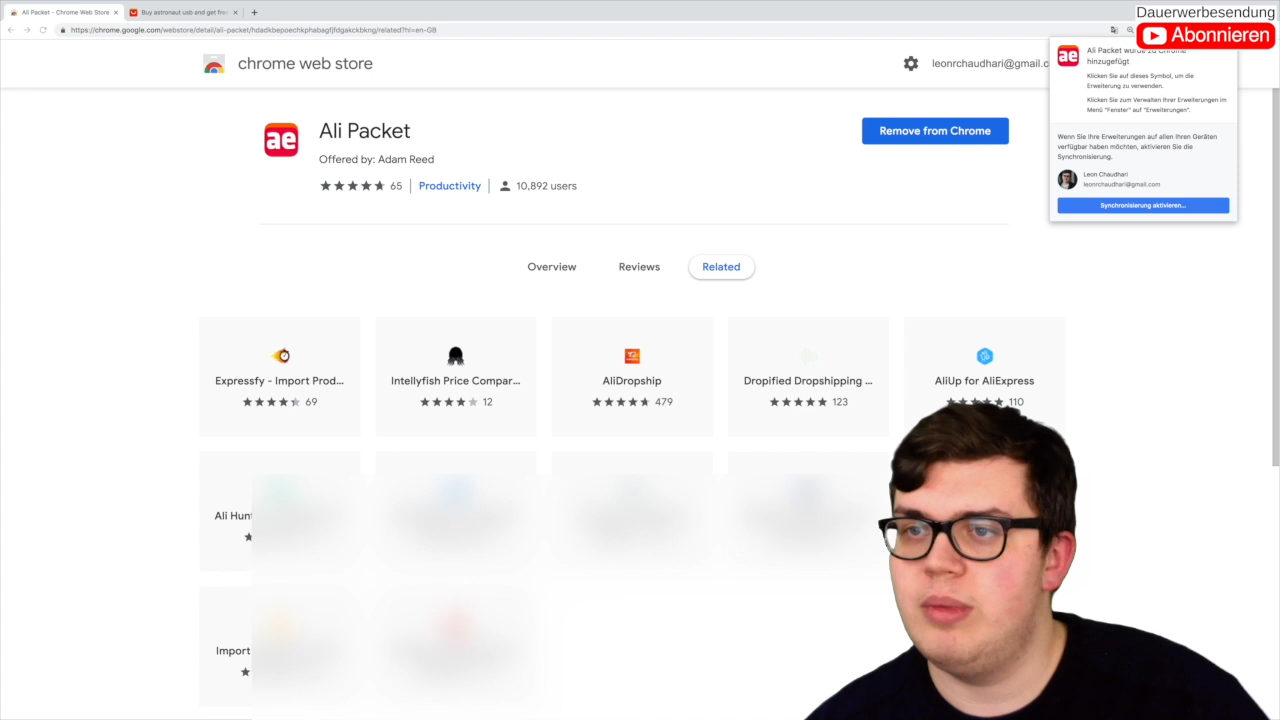 Ali Packet - Chrome Web Store
Buy astronaut usb and get free
Dauerwerbesendung
Abonnieren
https://chrome.google.com/webstore/detail/ali-packet/hdadkbepoechkphabagfjfdgakckbkng/related?hl=en-GB
chrome web store
leonrchaudhari@gmail.c
ae
Ali Packet wurde zu Chrome
hinzugefügt
Klicken Sie auf dieses Symbol, um die
Erweiterung zu verwenden.
Klicken Sie zum Verwalten Ihrer Erweiterungen im
Menü "Fenster" auf "Erweiterungen".
Wenn Sie Ihre Erweiterungen auf allen Ihren Geräten
verfügbar haben möchten, aktivieren Sie die
Synchronisierung.
Leon Chaudhari
leonrchaudhari@gmail.com
Synchronisierung aktivieren...
ae
Ali Packet
Remove from Chrome
Offered by: Adam Reed
65
Productivity
10,892 users
Overview
Reviews
Related
Expressfy - Import Prod...
69
Intellyfish Price Compar...
12
AliDropship
479
Dropified Dropshipping ...
123
AliUp for AliExpress
110
Ali Hun
Import